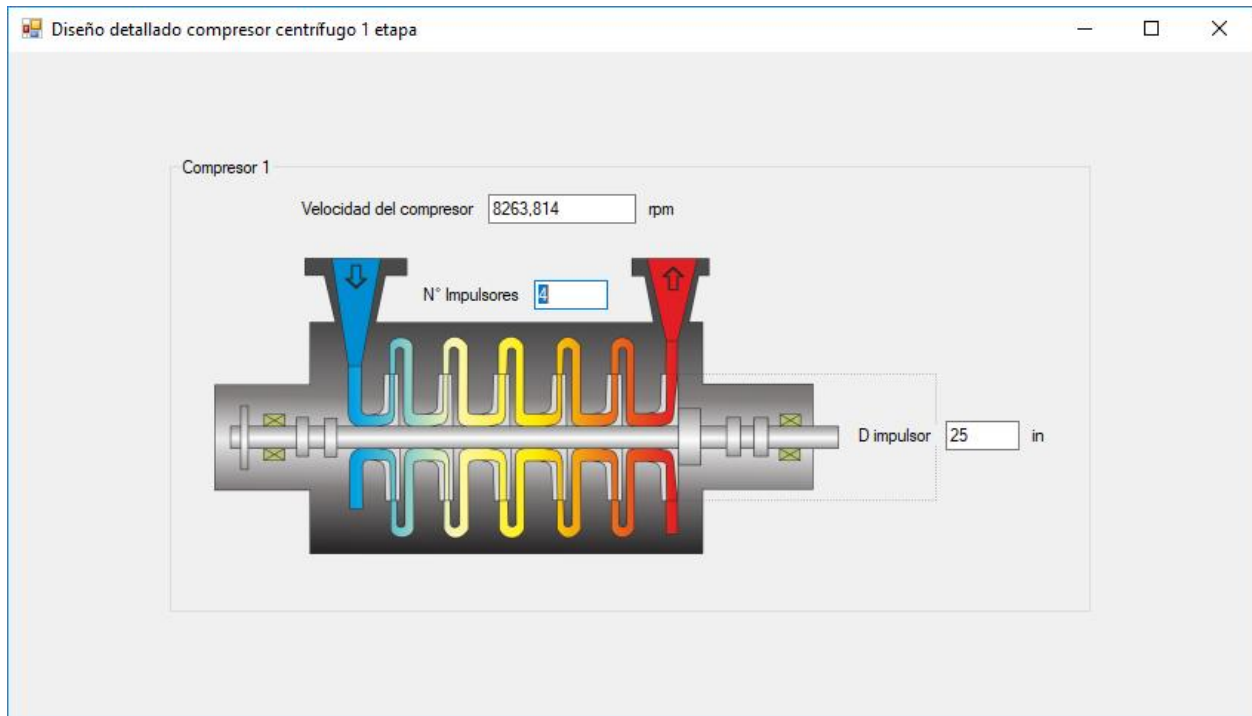 Diseño detallado compresor centrífugo 1 etapa
Compresor 1
Velocidad del compresor 8263,814 rpm
N° Impulsores 4
D impulsor 25 in